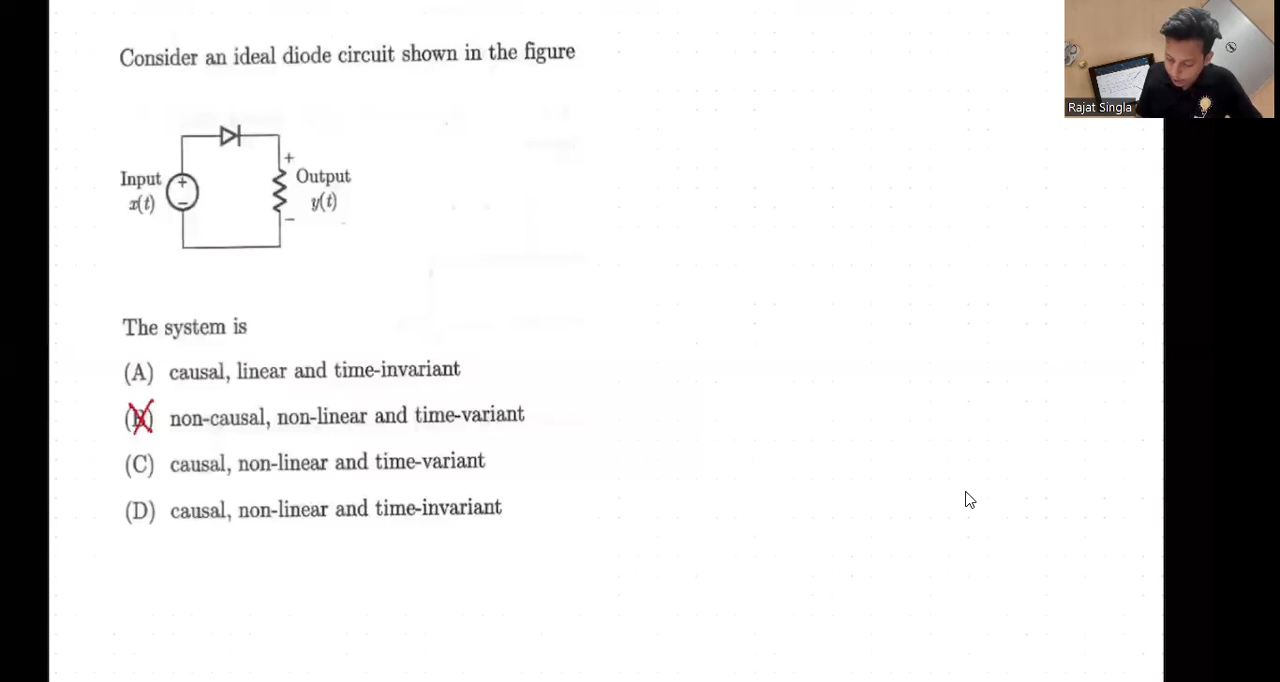 Consider an ideal diode circuit shown in the figure
Rajat Singla
+
Input
x(t)
+
−
Output
y(t)
−
The system is
(A) causal, linear and time-invariant
(B) non-causal, non-linear and time-variant
(C) causal, non-linear and time-variant
(D) causal, non-linear and time-invariant